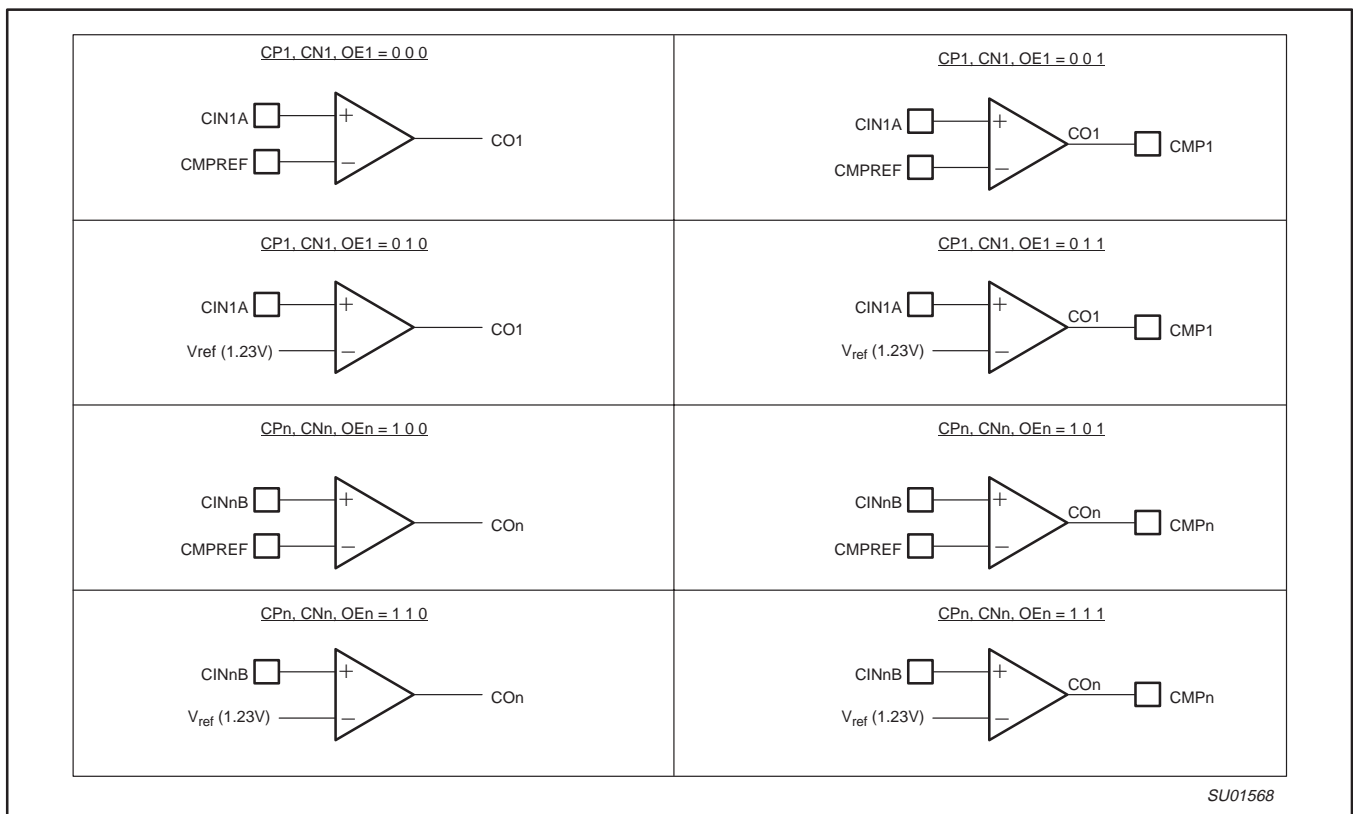 CP1, CN1, OE1 = 0 0 0
CIN1A
+
CO1
CMPREF
–
CP1, CN1, OE1 = 0 0 1
CIN1A
+
CO1
CMP1
CMPREF
–
CP1, CN1, OE1 = 0 1 0
CIN1A
+
CO1
Vref (1.23V)
–
CP1, CN1, OE1 = 0 1 1
CIN1A
+
CO1
CMP1
Vref (1.23V)
–
CPn, CNn, OEn = 1 0 0
CINnB
+
COn
CMPREF
–
CPn, CNn, OEn = 1 0 1
CINnB
+
COn
CMPn
CMPREF
–
CPn, CNn, OEn = 1 1 0
CINnB
+
COn
Vref (1.23V)
–
CPn, CNn, OEn = 1 1 1
CINnB
+
COn
CMPn
Vref (1.23V)
–
SU01568